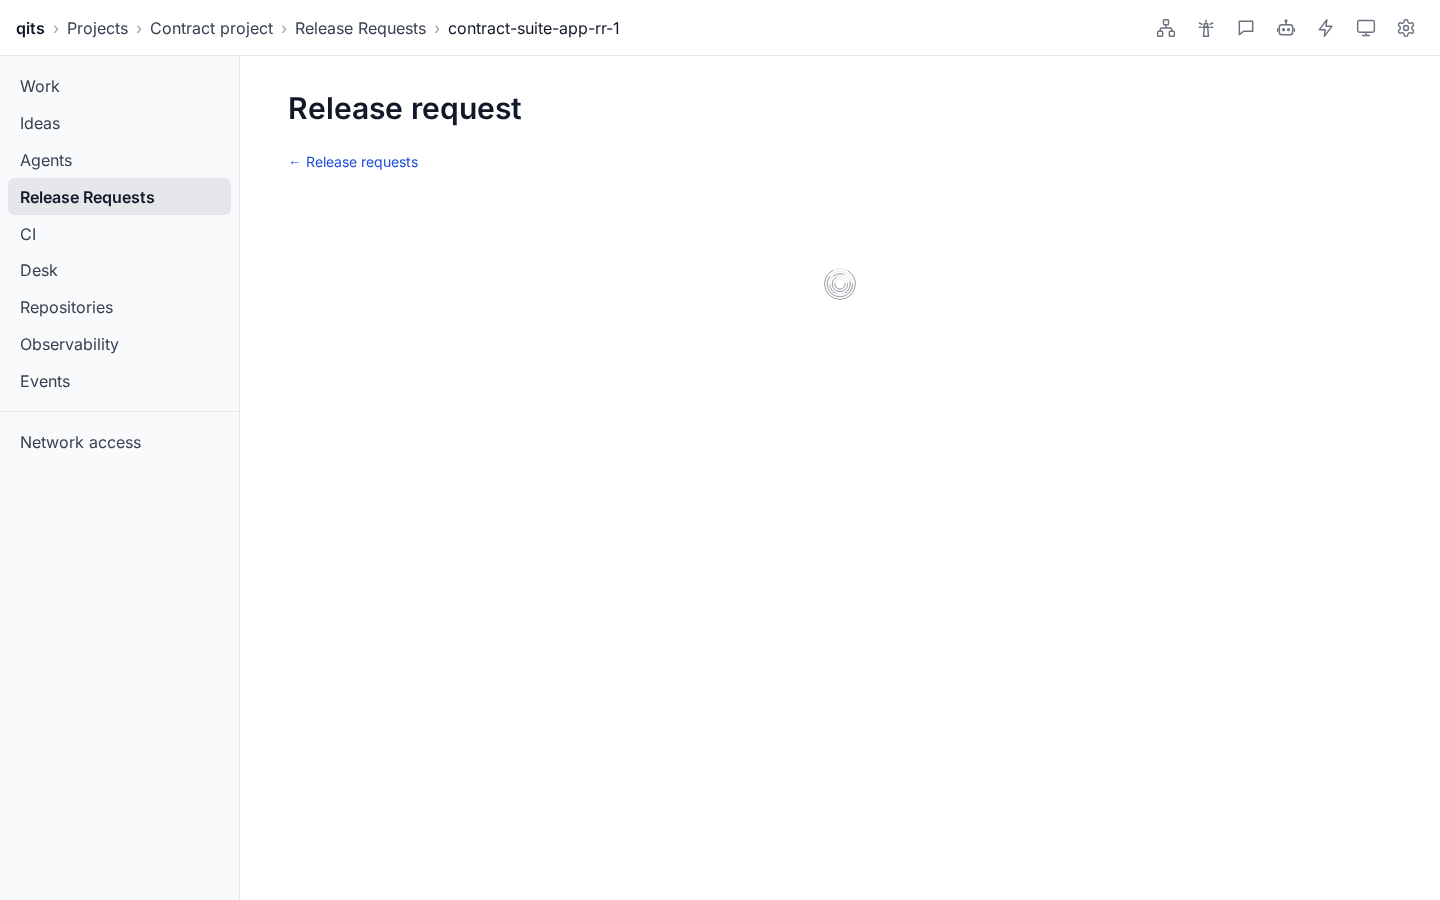 qits › Projects › Contract project › Release Requests › contract-suite-app-rr-1
Work
Ideas
Agents
Release Requests
CI
Desk
Repositories
Observability
Events
Network access
Release request
← Release requests